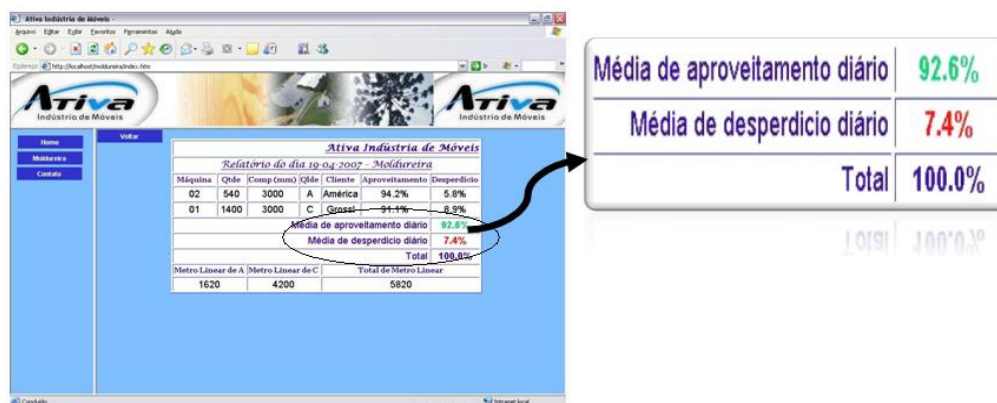 Ativa Indústria de Móveis -
Arquivo Editar Exibir Favoritos Ferramentas Ajuda
Endereço http://localhost/moldureira/index.htm
Ativa
Indústria de Móveis
Ativa
Indústria de Móveis
Home
Moldureira
Contato
Voltar
Ativa Indústria de Móveis
Relatório do dia 19-04-2007 - Moldureira
Máquina Qtde Comp (mm) Qlde Cliente Aproveitamento Desperdício
02 540 3000 A América 94.2% 5.8%
01 1400 3000 C Grossl 91.1% 8.9%
Média de aproveitamento diário 92.6%
Média de desperdicio diário 7.4%
Total 100.0%
Metro Linear de A Metro Linear de C Total de Metro Linear
1620 4200 5820
Concluído
Intranet local
Média de aproveitamento diário 92.6%
Média de desperdicio diário 7.4%
Total 100.0%